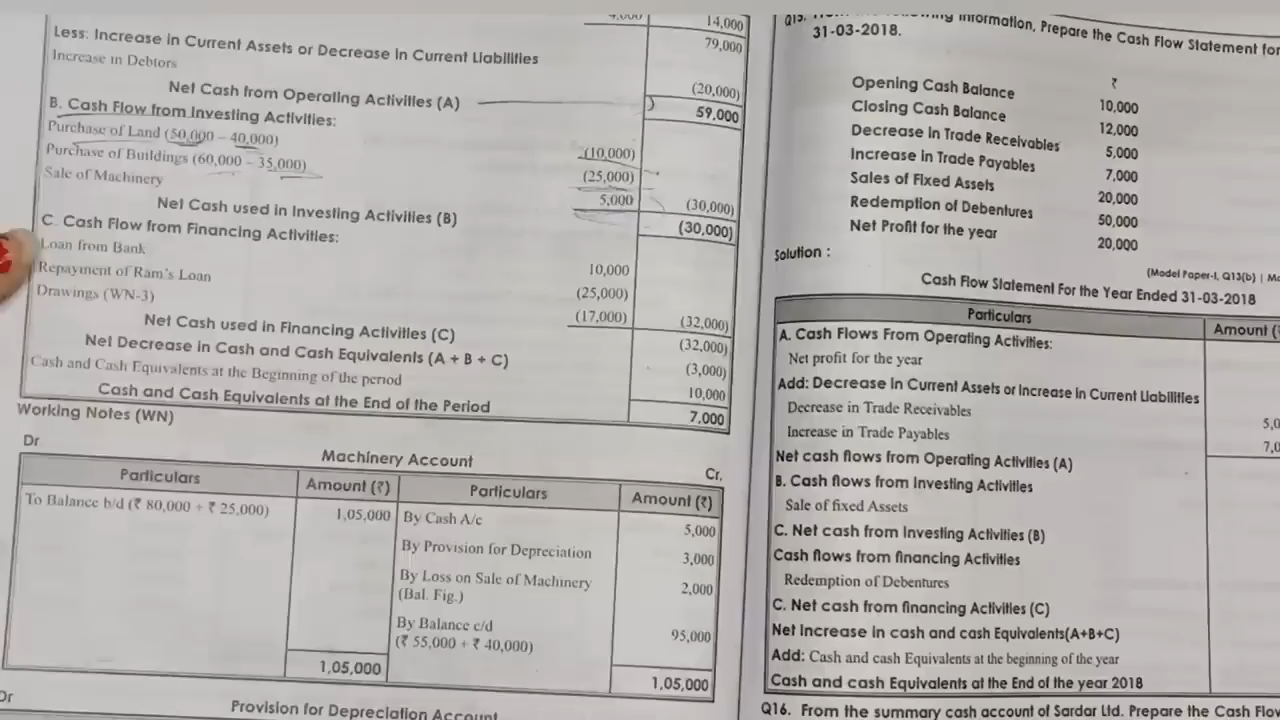 4,000 14,000
Less: Increase in Current Assets or Decrease in Current Liabilities 79,000
Increase in Debtors (20,000)
Net Cash from Operating Activities (A) 59,000
B. Cash Flow from Investing Activities:
Purchase of Land (50,000 – 40,000) (10,000)
Purchase of Buildings (60,000 – 35,000) (25,000)
Sale of Machinery 5,000 (30,000)
Net Cash used in Investing Activities (B) (30,000)
C. Cash Flow from Financing Activities:
Loan from Bank 10,000
Repayment of Ram's Loan (25,000)
Drawings (WN-3) (17,000) (32,000)
Net Cash used in Financing Activities (C) (32,000)
Net Decrease in Cash and Cash Equivalents (A + B + C) (3,000)
Cash and Cash Equivalents at the Beginning of the period 10,000
Cash and Cash Equivalents at the End of the Period 7,000
Working Notes (WN)
Dr Machinery Account Cr.
Particulars Amount (₹) Particulars Amount (₹)
To Balance b/d (₹ 80,000 + ₹ 25,000) 1,05,000 By Cash A/c 5,000
By Provision for Depreciation 3,000
By Loss on Sale of Machinery 2,000
(Bal. Fig.)
By Balance c/d 95,000
(₹ 55,000 + ₹ 40,000)
1,05,000 1,05,000
Dr Provision for Depreciation Account
Information, Prepare the Cash Flow Statement for
31-03-2018.
₹
Opening Cash Balance 10,000
Closing Cash Balance 12,000
Decrease in Trade Receivables 5,000
Increase in Trade Payables 7,000
Sales of Fixed Assets 20,000
Redemption of Debentures 50,000
Net Profit for the year 20,000
Solution :
(Model Paper-I, Q13(b) |
Cash Flow Statement For the Year Ended 31-03-2018
Particulars Amount
A. Cash Flows From Operating Activities:
Net profit for the year
Add: Decrease in Current Assets or Increase in Current Liabilities
Decrease in Trade Receivables 5,0
Increase in Trade Payables 7,0
Net cash flows from Operating Activities (A)
B. Cash flows from Investing Activities
Sale of fixed Assets
C. Net cash from Investing Activities (B)
Cash flows from financing Activities
Redemption of Debentures
C. Net cash from financing Activities (C)
Net Increase in cash and cash Equivalents(A+B+C)
Add: Cash and cash Equivalents at the beginning of the year
Cash and cash Equivalents at the End of the year 2018
Q16. From the summary cash account of Sardar Ltd. Prepare the Cash Flow